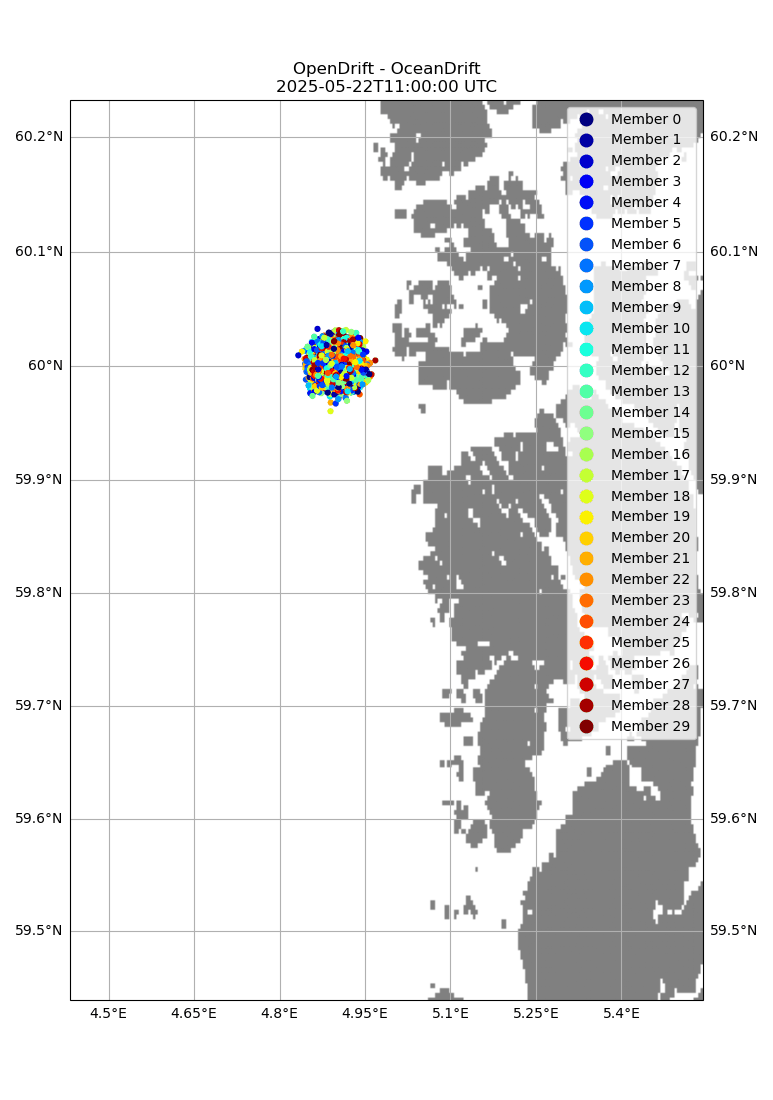 OpenDrift - OceanDrift
2025-05-22T11:00:00 UTC
60.2°N
60.1°N
60°N
59.9°N
59.8°N
59.7°N
59.6°N
59.5°N
Member 0
Member 1
Member 2
Member 3
Member 4
Member 5
Member 6
Member 7
Member 8
Member 9
Member 10
Member 11
Member 12
Member 13
Member 14
Member 15
Member 16
Member 17
Member 18
Member 19
Member 20
Member 21
Member 22
Member 23
Member 24
Member 25
Member 26
Member 27
Member 28
Member 29
60.2°N
60.1°N
60°N
59.9°N
59.8°N
59.7°N
59.6°N
59.5°N
4.5°E 4.65°E 4.8°E 4.95°E 5.1°E 5.25°E 5.4°E